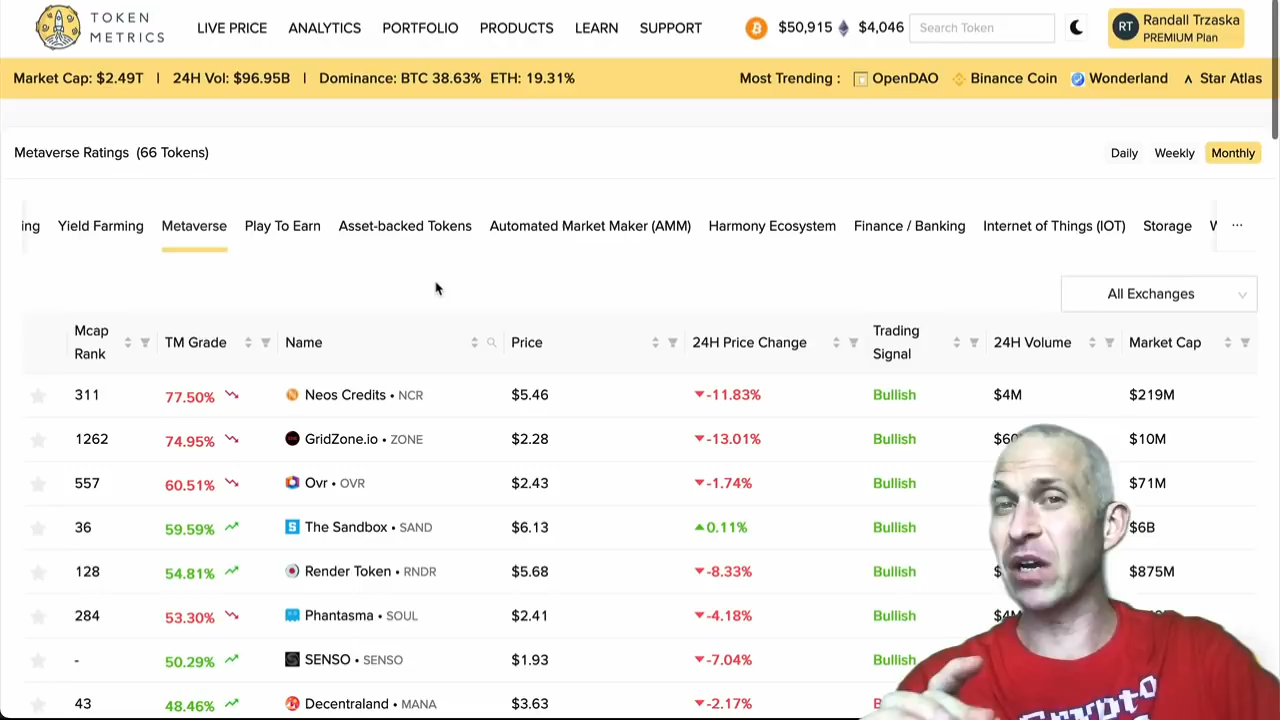 TOKEN METRICS
LIVE PRICE ANALYTICS PORTFOLIO PRODUCTS LEARN SUPPORT
$50,915 $4,046 Search Token
RT Randall Trzaska
PREMIUM Plan
Market Cap: $2.49T | 24H Vol: $96.95B | Dominance: BTC 38.63% ETH: 19.31% Most Trending : OpenDAO Binance Coin Wonderland Star Atlas
Metaverse Ratings (66 Tokens) Daily Weekly Monthly
ing Yield Farming Metaverse Play To Earn Asset-backed Tokens Automated Market Maker (AMM) Harmony Ecosystem Finance / Banking Internet of Things (IOT) Storage ...
All Exchanges
Mcap Rank TM Grade Name Price 24H Price Change Trading Signal 24H Volume Market Cap
311 77.50% Neos Credits • NCR $5.46 -11.83% Bullish $4M $219M
1262 74.95% GridZone.io • ZONE $2.28 -13.01% Bullish $10M
557 60.51% Ovr • OVR $2.43 -1.74% Bullish $71M
36 59.59% The Sandbox • SAND $6.13 0.11% Bullish $6B
128 54.81% Render Token • RNDR $5.68 -8.33% Bullish $875M
284 53.30% Phantasma • SOUL $2.41 -4.18% Bullish $4M
- 50.29% SENSO • SENSO $1.93 -7.04% Bullish
43 48.46% Decentraland • MANA $3.63 -2.17%
Crypto